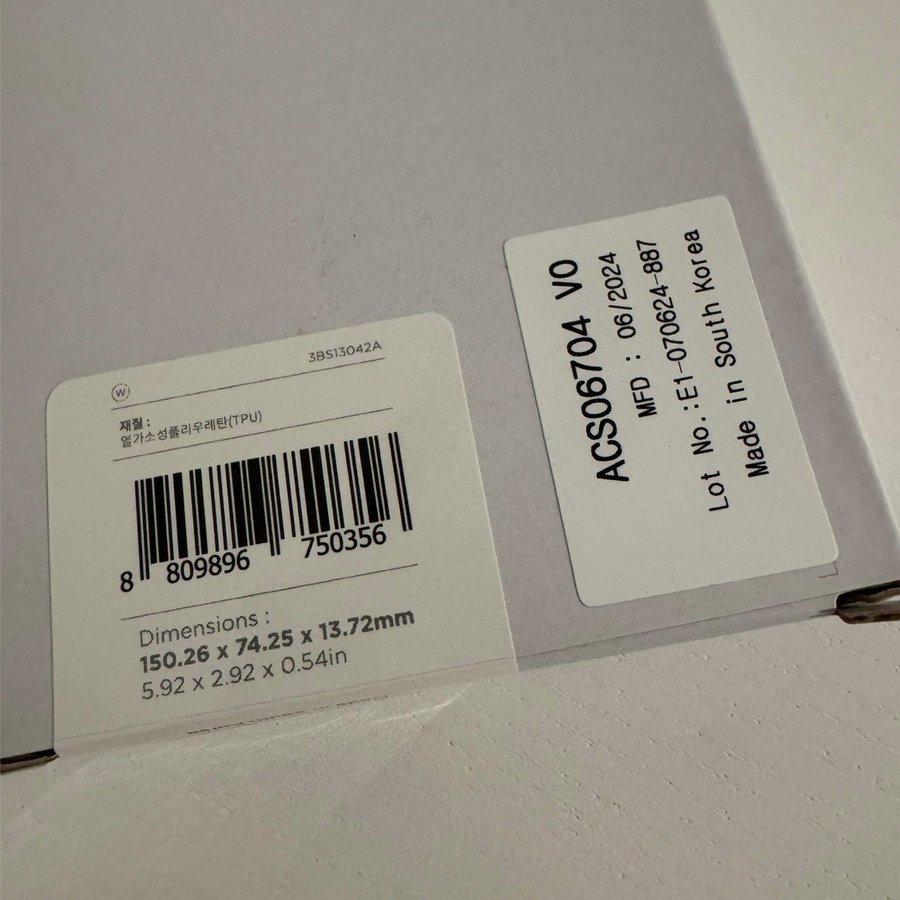 3BS13042A
W
재질 :
열가소성폴리우레탄(TPU)
8 809896 750356
Dimensions :
150.26 x 74.25 x 13.72mm
5.92 x 2.92 x 0.54in
ACS06704 V0
MFD : 06/2024
Lot No.:E1-070624-887
Made in South Korea